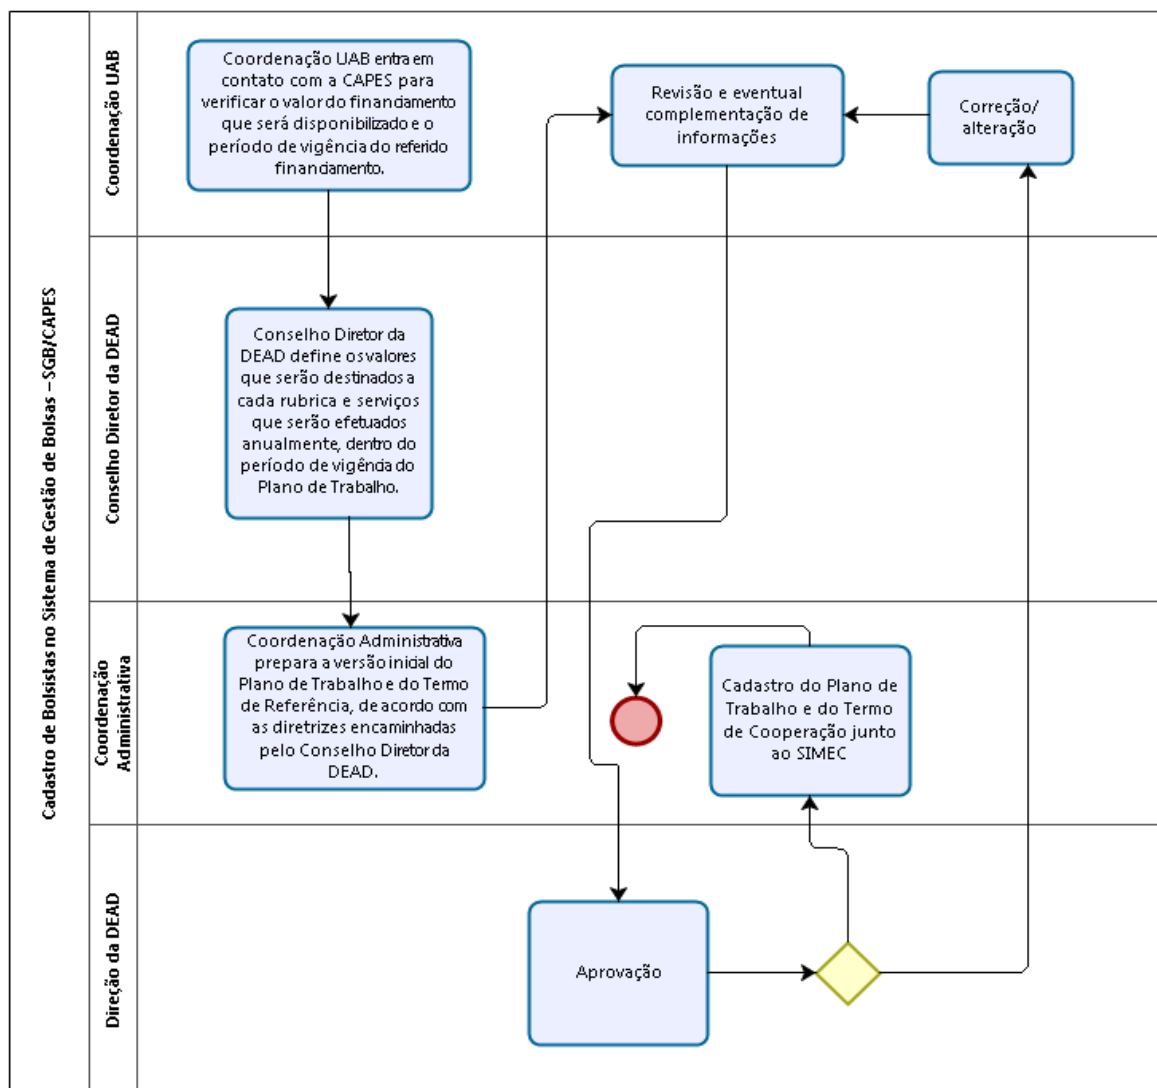 Cadastro de Bolsistas no Sistema de Gestão de Bolsas – SGB/CAPES
Coordenação UAB
Coordenação UAB entra em
contato com a CAPES para
verificar o valor do financiamento
que será disponibilizado e o
período de vigência do referido
financiamento.
Revisão e eventual
complementação de
informações
Correção/
alteração
Conselho Diretor da DEAD
Conselho Diretor da
DEAD define os valores
que serão destinados a
cada rubrica e serviços
que serão efetuados
anualmente, dentro do
período de vigência do
Plano de Trabalho.
Coordenação
Administrativa
Coordenação Administrativa
prepara a versão inicial do
Plano de Trabalho e do Termo
de Referência, de acordo com
as diretrizes encaminhadas
pelo Conselho Diretor da
DEAD.
Cadastro do Plano de
Trabalho e do Termo
de Cooperação junto
ao SIMEC
Direção da DEAD
Aprovação